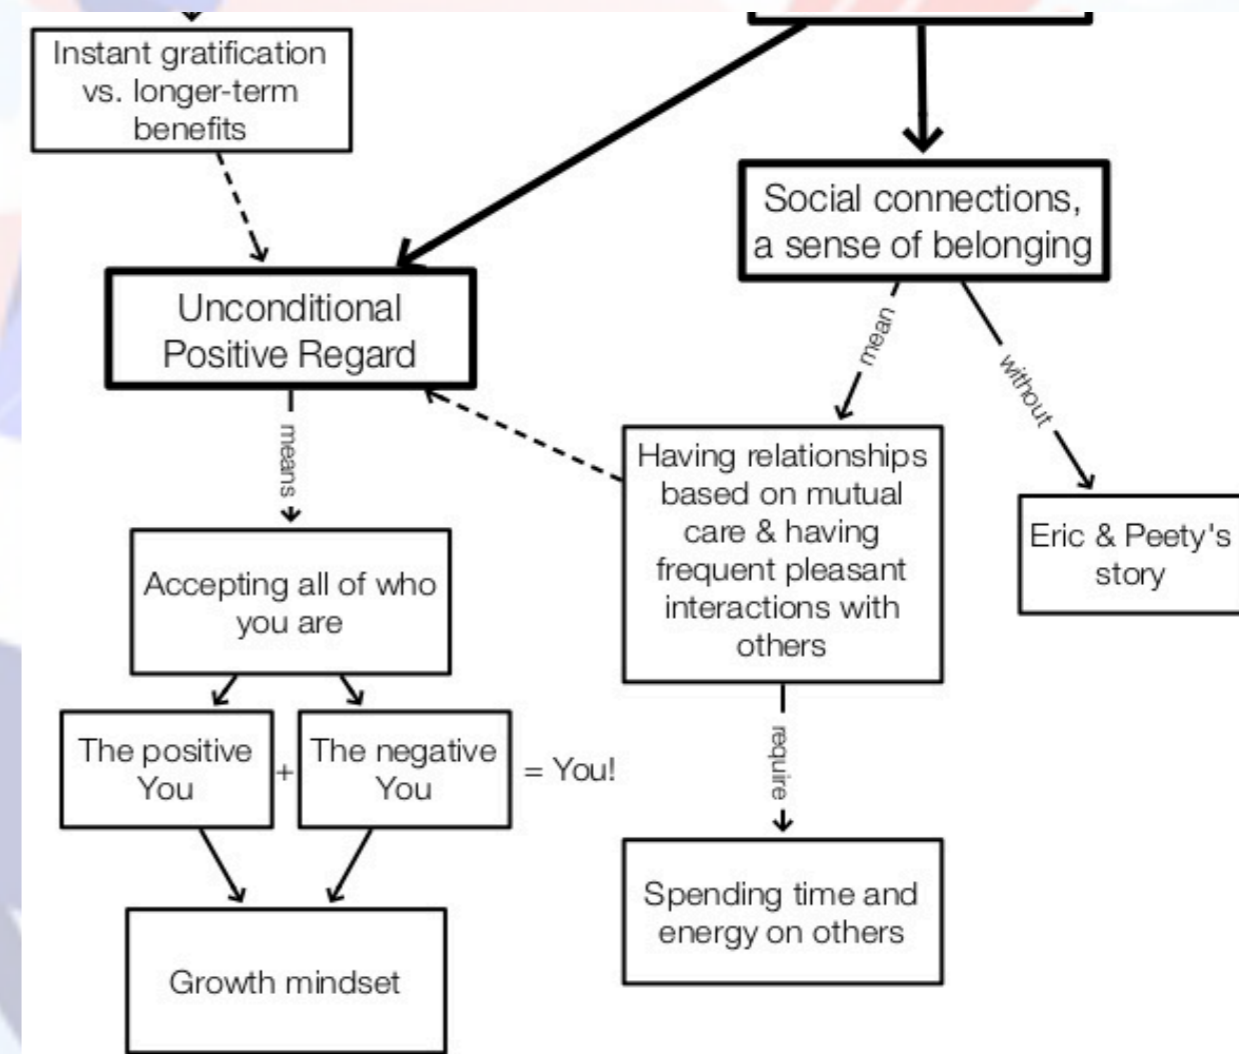 Instant gratification
vs. longer-term
benefits
Social connections,
a sense of belonging
Unconditional
Positive Regard
mean
without
means
Having relationships
based on mutual
care & having
frequent pleasant
interactions with
others
Eric & Peety's
story
Accepting all of who
you are
The positive
You
+
The negative
You
= You!
require
Spending time and
energy on others
Growth mindset